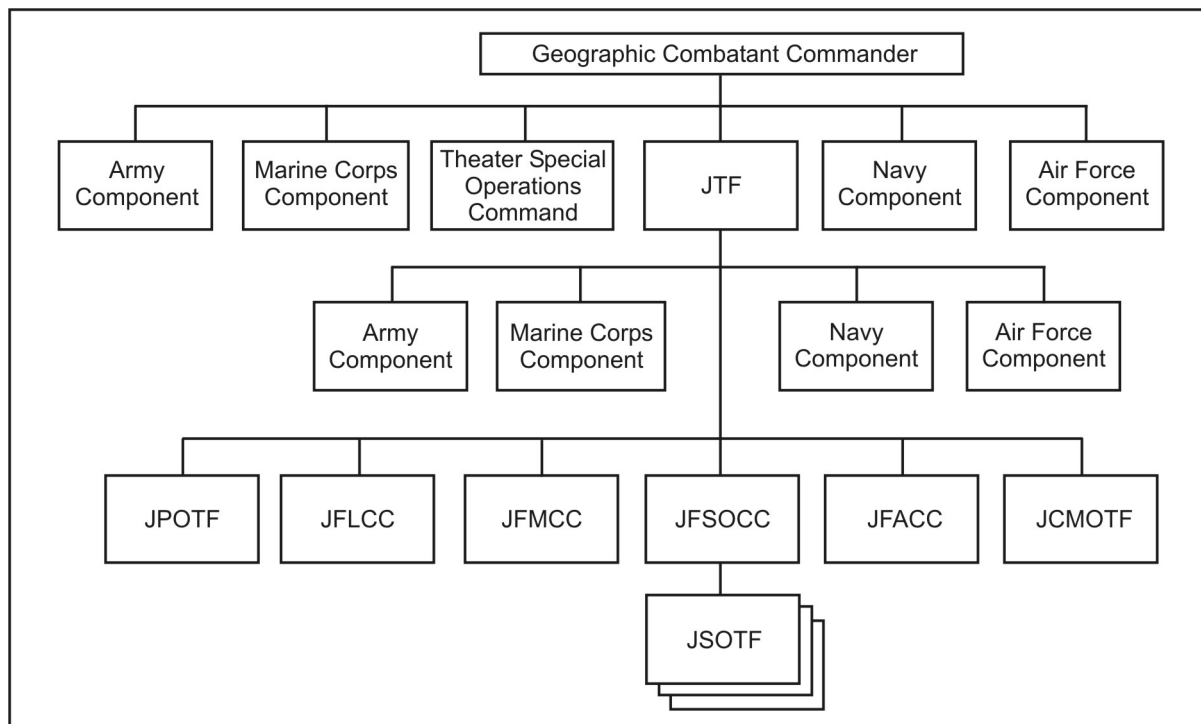 Geographic Combatant Commander
Army
Component
Marine Corps
Component
Theater Special
Operations
Command
JTF
Navy
Component
Air Force
Component
Army
Component
Marine Corps
Component
Navy
Component
Air Force
Component
JPOTF
JFLCC
JFMCC
JFSOCC
JFACC
JCMOTF
JSOTF